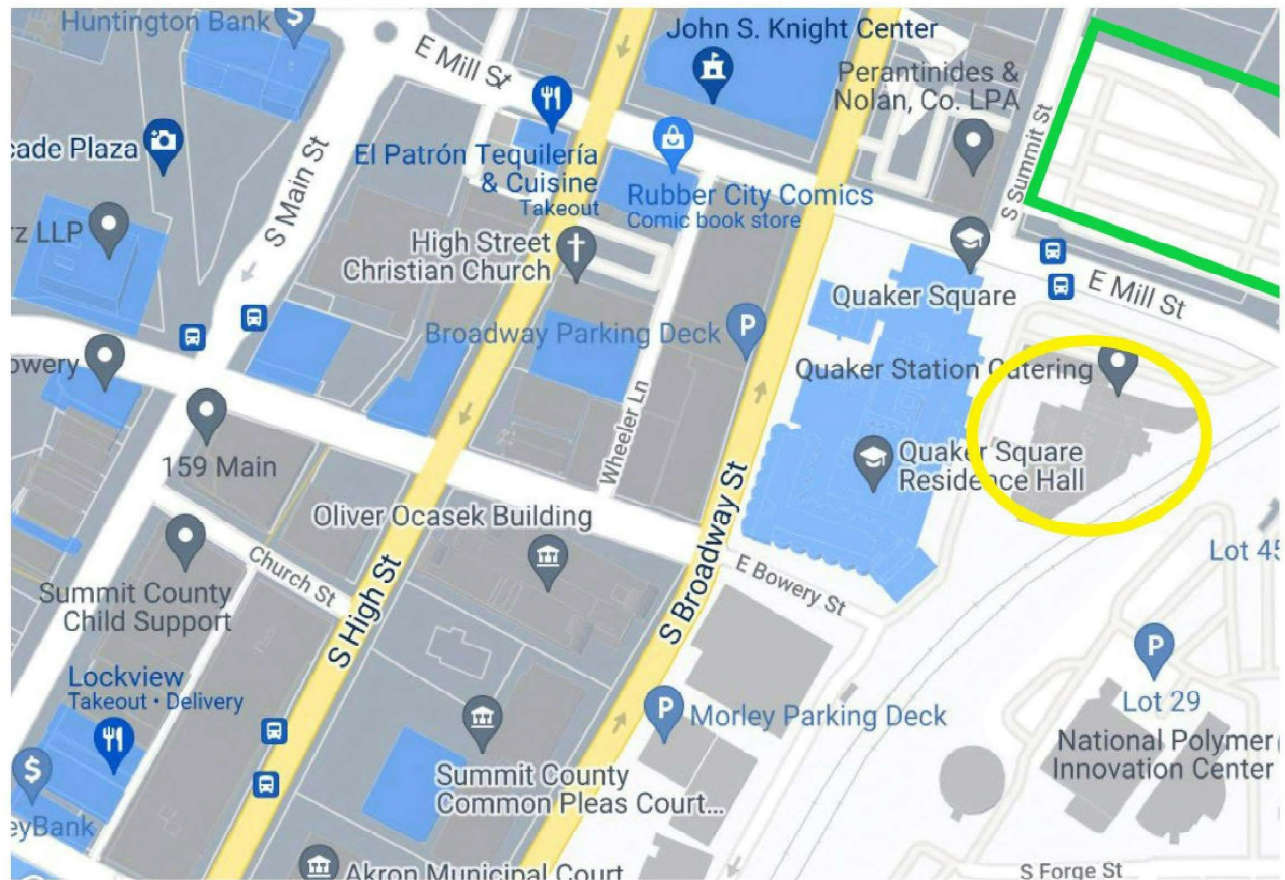 Huntington Bank
E Mill St
John S. Knight Center
Perantinides &
Nolan, Co. LPA
S Summit St
cade Plaza
S Main St
El Patrón Tequilería
& Cuisine
Takeout
Rubber City Comics
Comic book store
rz LLP
High Street
Christian Church
Quaker Square
E Mill St
Broadway Parking Deck
P
owery
Quaker Station Catering
Wheeler Ln
159 Main
Quaker Square
Residence Hall
Oliver Ocasek Building
S Broadway St
Lot 45
Church St
E Bowery St
Summit County
Child Support
S High St
P
Lockview
Takeout • Delivery
P
Morley Parking Deck
Lot 29
$
National Polymer
Innovation Center
Summit County
Common Pleas Court...
eyBank
Akron Municipal Court
S Forge St